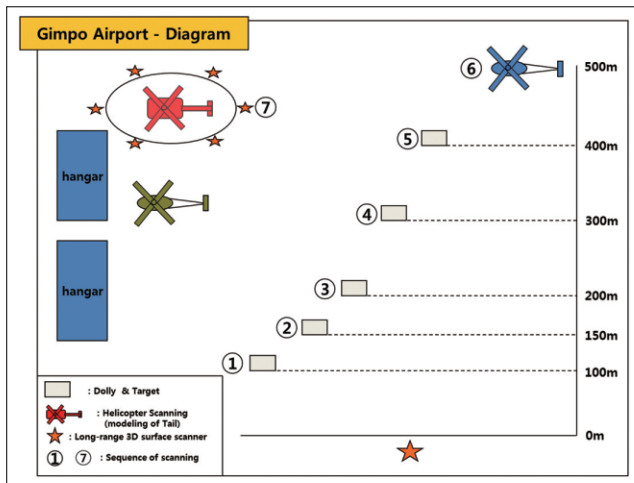 Gimpo Airport - Diagram
⑥
500m
⑦
⑤
400m
hangar
④
300m
hangar
③
200m
②
150m
①
100m
: Dolly & Target
: Helicopter Scanning
(modeling of Tail)
: Long-range 3D surface scanner
① ⑦ : Sequence of scanning
0m